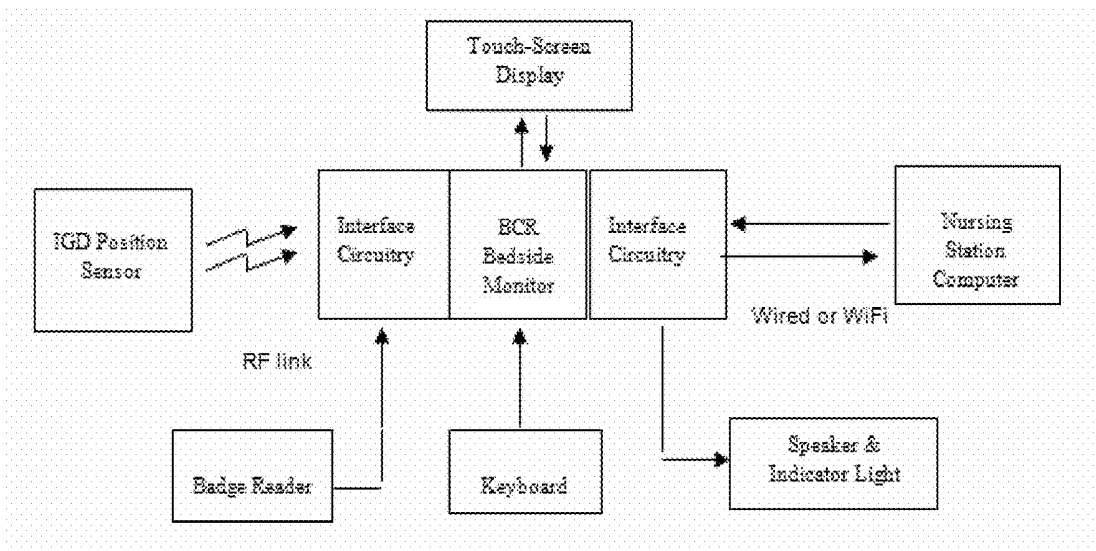 Touch-Screen
Display
IGD Position
Sensor
Interface
Circuitry
BCR
Bedside
Monitor
Interface
Circuitry
Nursing
Station
Computer
Wired or WiFi
RF link
Badge Reader
Keyboard
Speaker &
Indicator Light